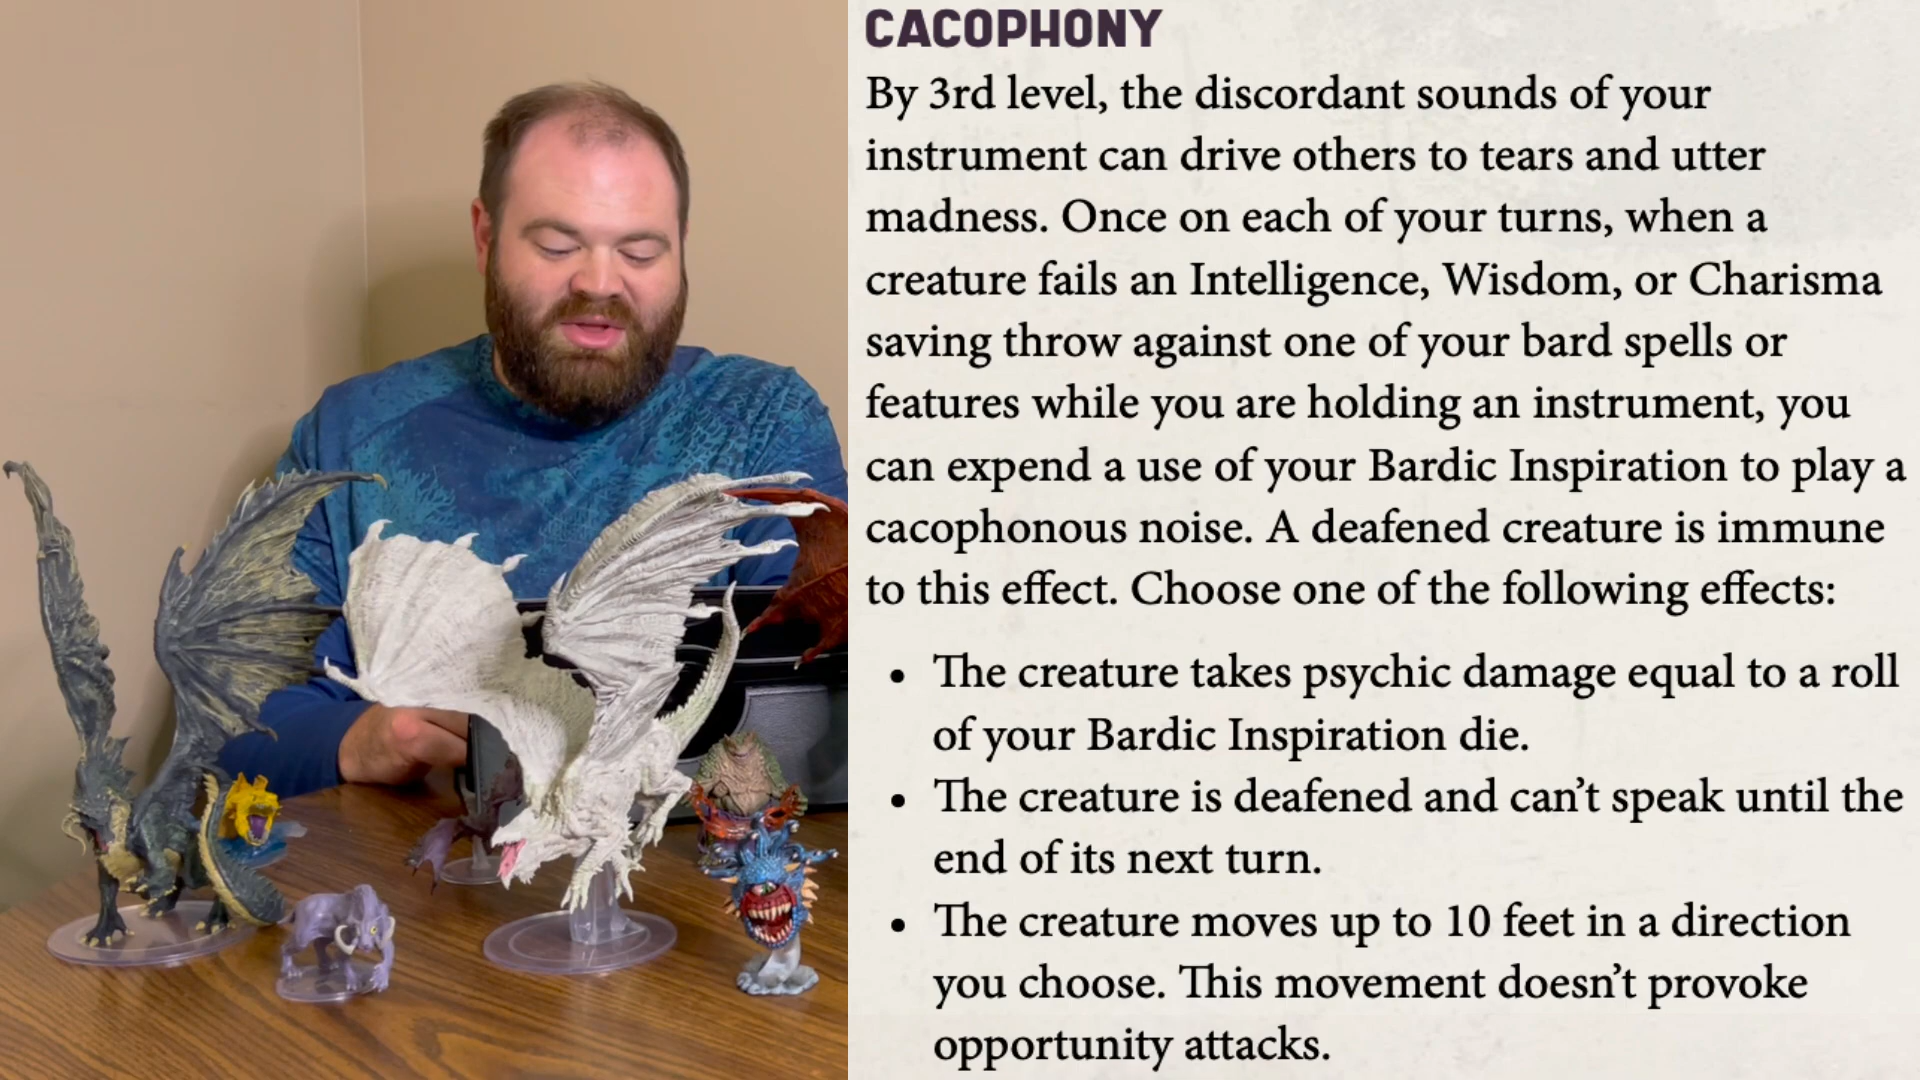 CACOPHONY
By 3rd level, the discordant sounds of your
instrument can drive others to tears and utter
madness. Once on each of your turns, when a
creature fails an Intelligence, Wisdom, or Charisma
saving throw against one of your bard spells or
features while you are holding an instrument, you
can expend a use of your Bardic Inspiration to play a
cacophonous noise. A deafened creature is immune
to this effect. Choose one of the following effects:
• The creature takes psychic damage equal to a roll
of your Bardic Inspiration die.
• The creature is deafened and can’t speak until the
end of its next turn.
• The creature moves up to 10 feet in a direction
you choose. This movement doesn’t provoke
opportunity attacks.